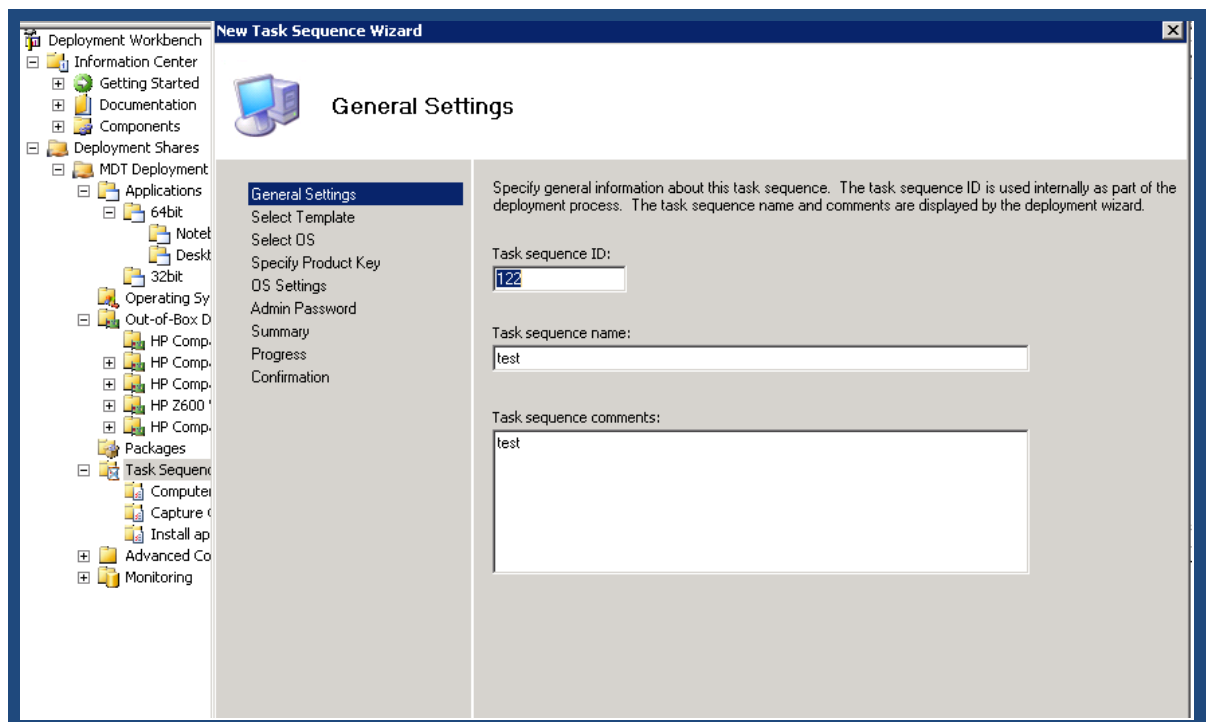 Deployment Workbench
Information Center
Getting Started
Documentation
Components
Deployment Shares
MDT Deployment
Applications
64bit
Noteb
Deskt
32bit
Operating Sy
Out-of-Box D
HP Comp
HP Comp
HP Comp
HP Z600
HP Comp
Packages
Task Sequenc
Computer
Capture
Install ap
Advanced Co
Monitoring
New Task Sequence Wizard
General Settings
General Settings
Select Template
Select OS
Specify Product Key
OS Settings
Admin Password
Summary
Progress
Confirmation
Specify general information about this task sequence. The task sequence ID is used internally as part of the
deployment process. The task sequence name and comments are displayed by the deployment wizard.
Task sequence ID:
122
Task sequence name:
test
Task sequence comments:
test